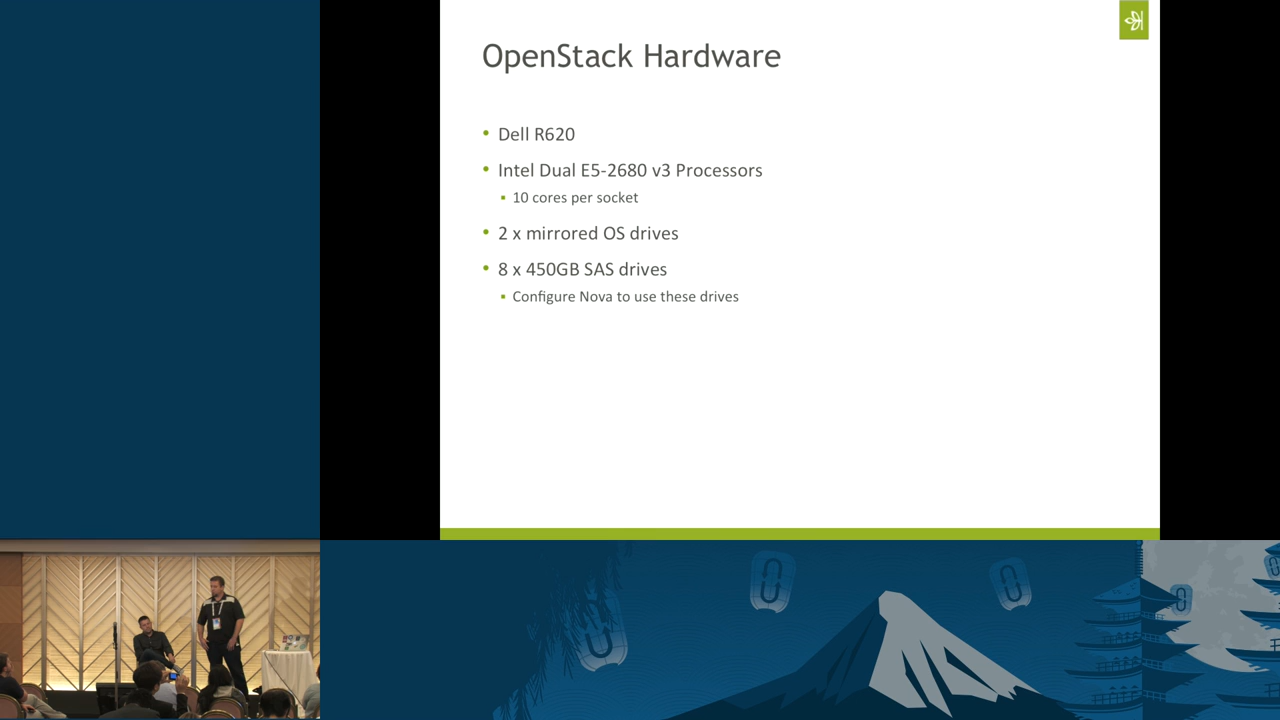 OpenStack Hardware
• Dell R620
• Intel Dual E5-2680 v3 Processors
▪ 10 cores per socket
• 2 x mirrored OS drives
• 8 x 450GB SAS drives
▪ Configure Nova to use these drives